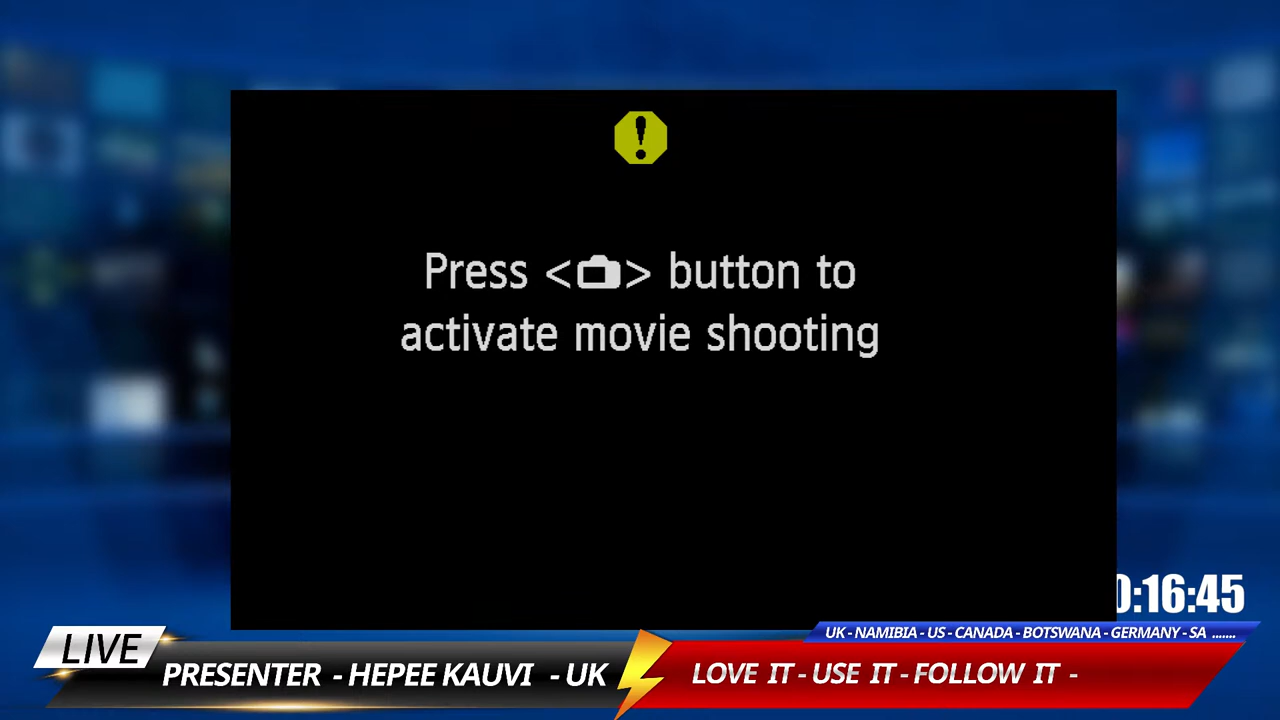 Press < > button to
activate movie shooting
:16:45
UK - NAMIBIA - US - CANADA - BOTSWANA - GERMANY - SA .......
LIVE
PRESENTER - HEPEE KAUVI - UK
LOVE IT - USE IT - FOLLOW IT -